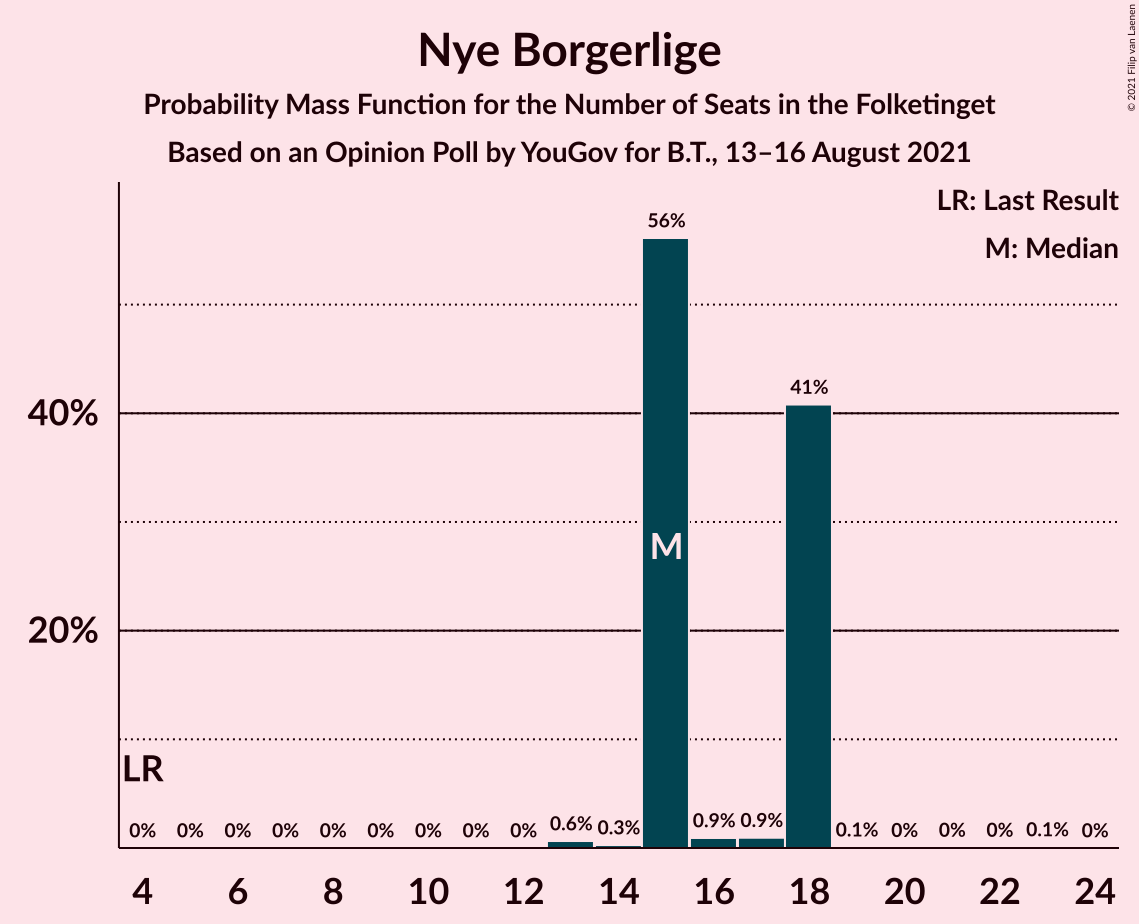 Nye Borgerlige
Probability Mass Function for the Number of Seats in the Folketinget
Based on an Opinion Poll by YouGov for B.T., 13–16 August 2021
© 2021 Filip van Laenen
LR: Last Result
M: Median
56%
41%
40%
M
20%
LR
0% 0% 0% 0% 0% 0% 0% 0% 0% 0.6% 0.3% 0.9% 0.9% 0.1% 0% 0% 0% 0.1% 0%
4 6 8 10 12 14 16 18 20 22 24